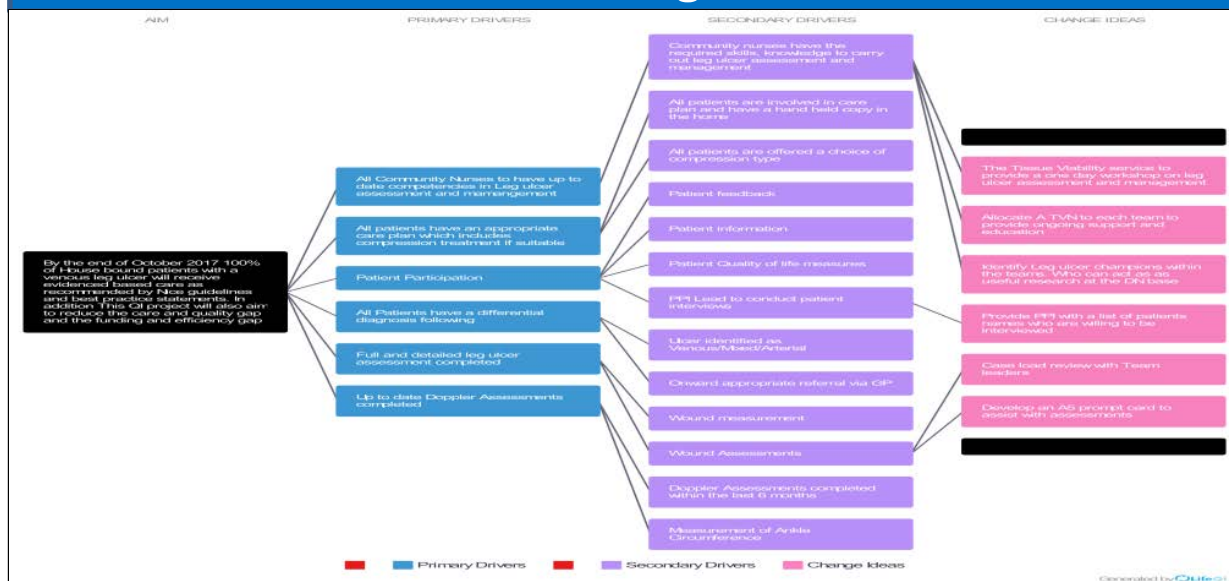 AIM
PRIMARY DRIVERS
SECONDARY DRIVERS
CHANGE IDEAS
By the end of October 2017 100%
of House bound patients with a
venous leg ulcer will receive
evidenced based care as
recommended by Nice guidelines
and best practice statements. In
addition This QI project will also aim
to reduce the care and quality gap
and the funding and efficiency gap
All Community Nurses to have up to
date competencies in Leg ulcer
assessment and mamangement
All patients have an appropriate
care plan which includes
compression treatment if suitable
Patient Participation
All Patients have a differential
diagnosis following
Full and detailed leg ulcer
assessment completed
Up to date Doppler Assessments
completed
Community nurses have the
required skills, knowledge to carry
out leg ulcer assessment and
management
All patients are involved in care
plan and have a hand held copy in
the home
All patients are offered a choice of
compression type
Patient feedback
Patient information
Patient Quality of life measures
PPI Lead to conduct patient
interviews
Ulcer identified as
Venous/Mixed/Arterial
Onward appropriate referral via GP
Wound measurement
Wound Assessments
Doppler Assessments completed
within the last 6 months
Measurement of Ankle
Circumference
The Tissue Viability service to
provide a one day workshop on leg
ulcer assessment and management
Allocate A TVN to each team to
provide ongoing support and
education
Identify Leg ulcer champions within
the teams. Who can act as as
useful research at the DN base
Provide PPI with a list of patients
names who are willing to be
interviewed
Case load review with Team
leaders
Develop an A5 prompt card to
assist with assessments
Primary Drivers
Secondary Drivers
Change Ideas
Generated by